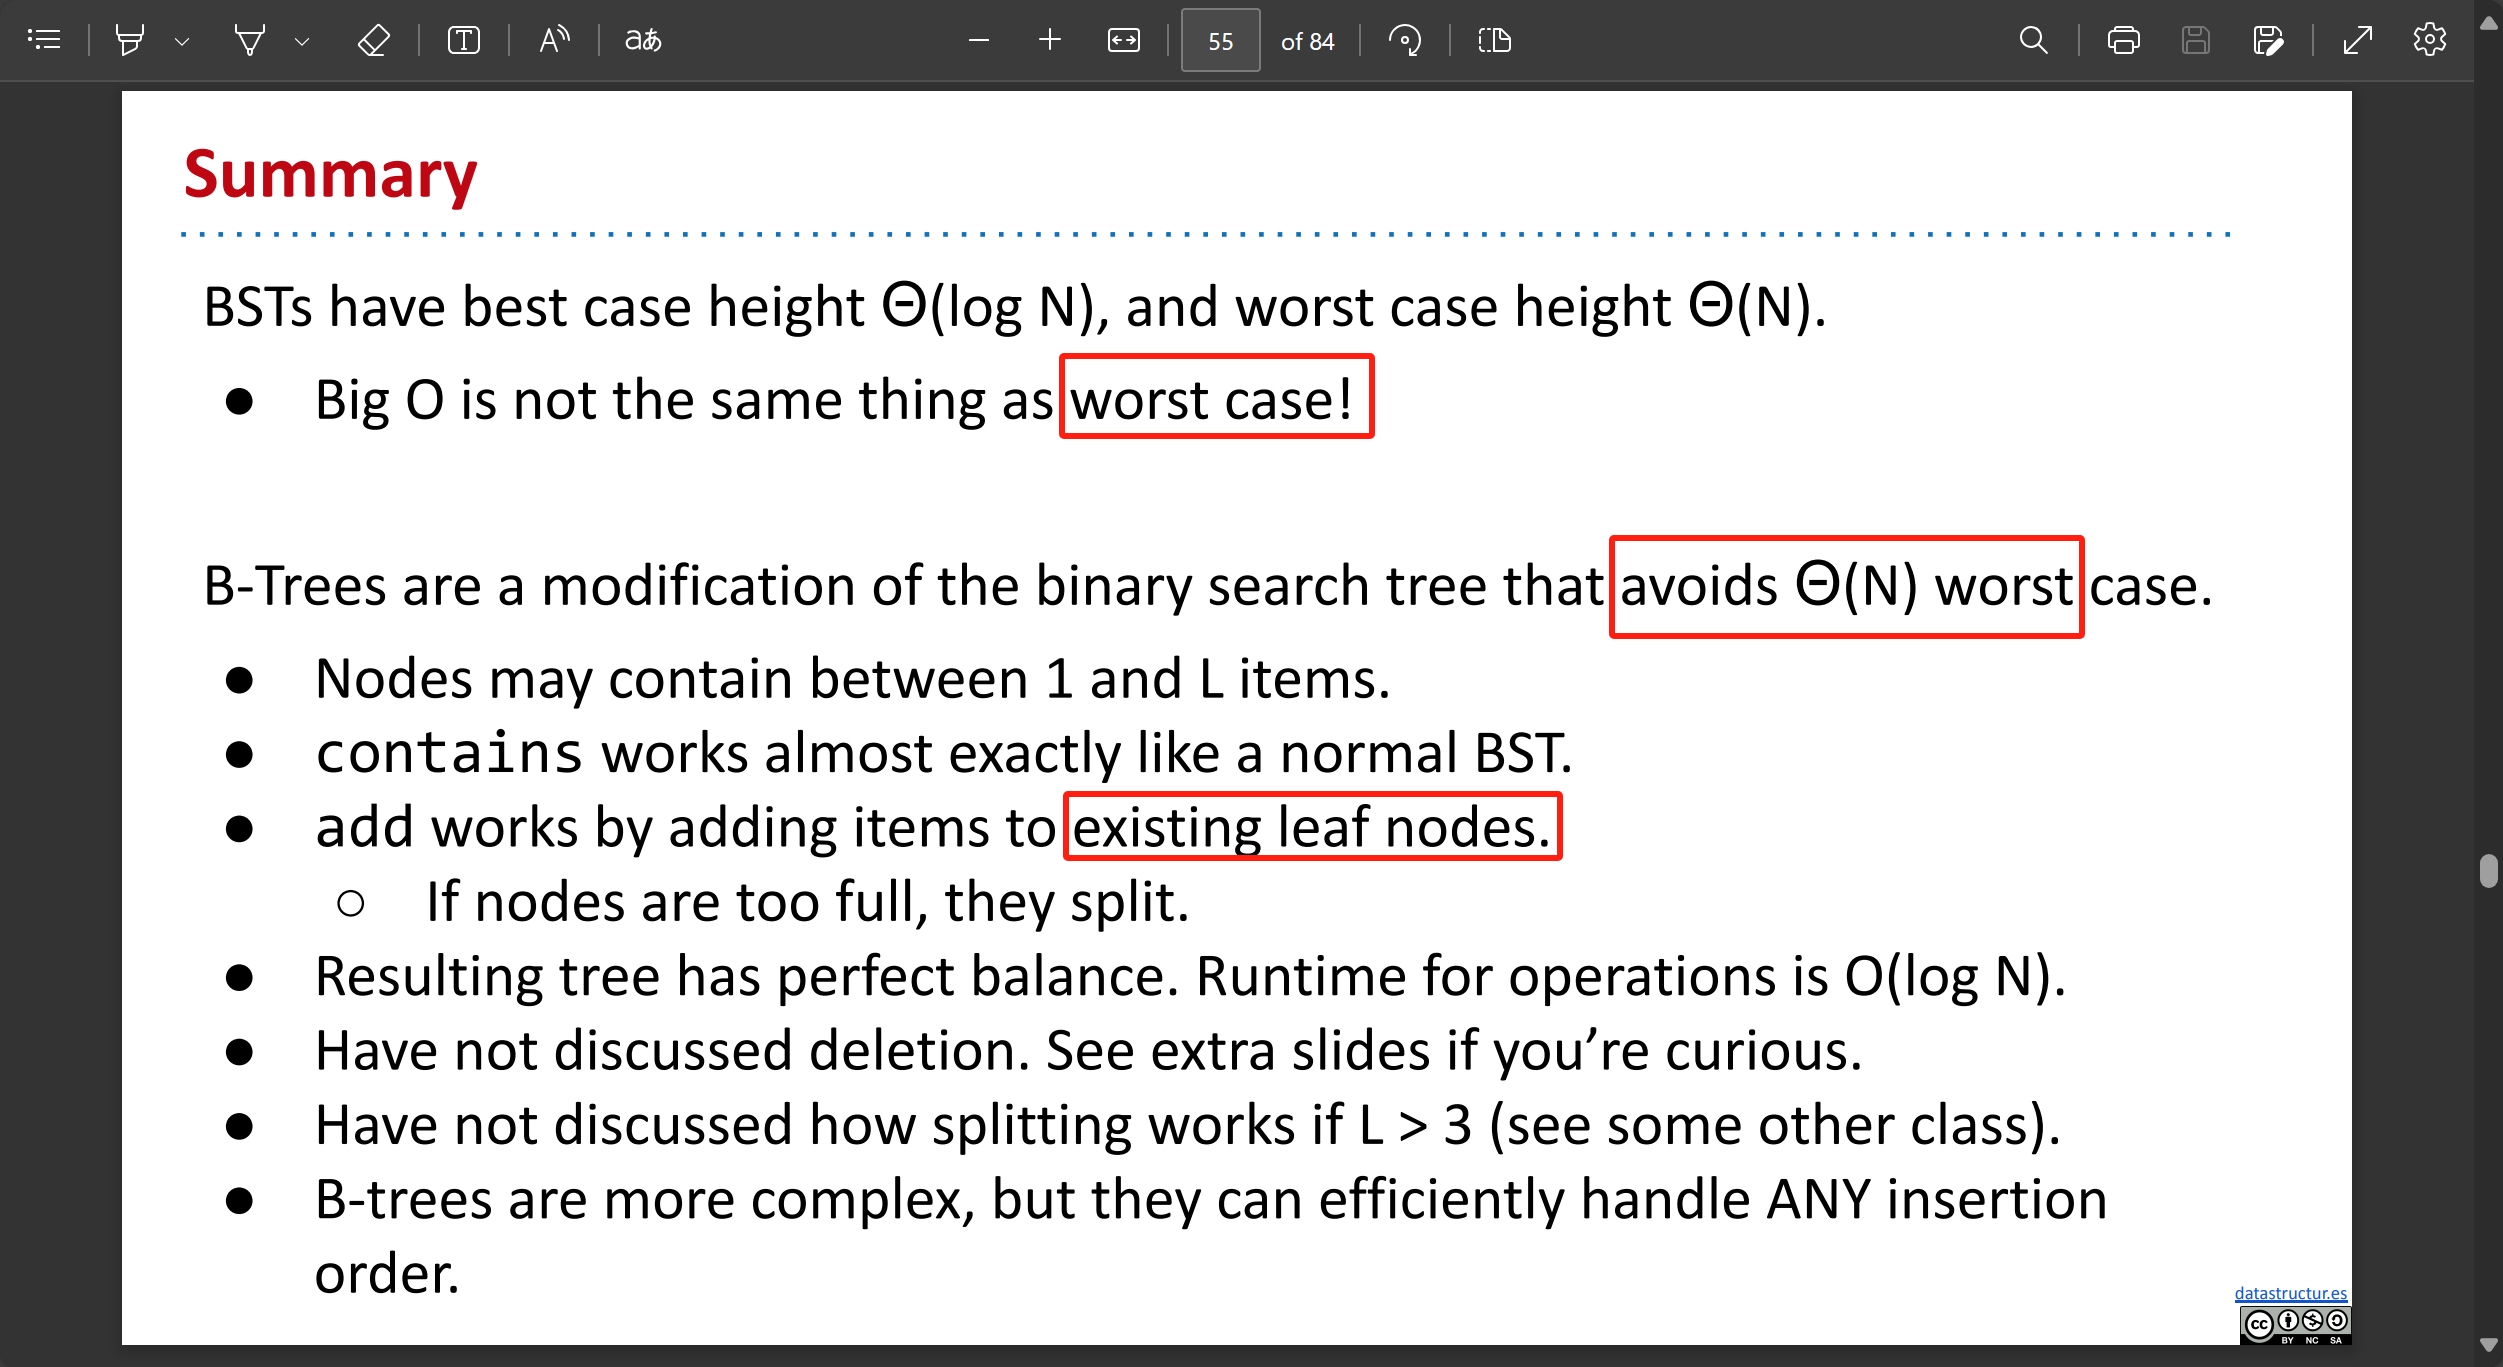 55 of 84
Summary
BSTs have best case height Θ(log N), and worst case height Θ(N).
● Big O is not the same thing as worst case!
B-Trees are a modification of the binary search tree that avoids Θ(N) worst case.
● Nodes may contain between 1 and L items.
● contains works almost exactly like a normal BST.
● add works by adding items to existing leaf nodes.
○ If nodes are too full, they split.
● Resulting tree has perfect balance. Runtime for operations is O(log N).
● Have not discussed deletion. See extra slides if you’re curious.
● Have not discussed how splitting works if L > 3 (see some other class).
● B-trees are more complex, but they can efficiently handle ANY insertion
order.
datastructur.es
cc
BY NC SA